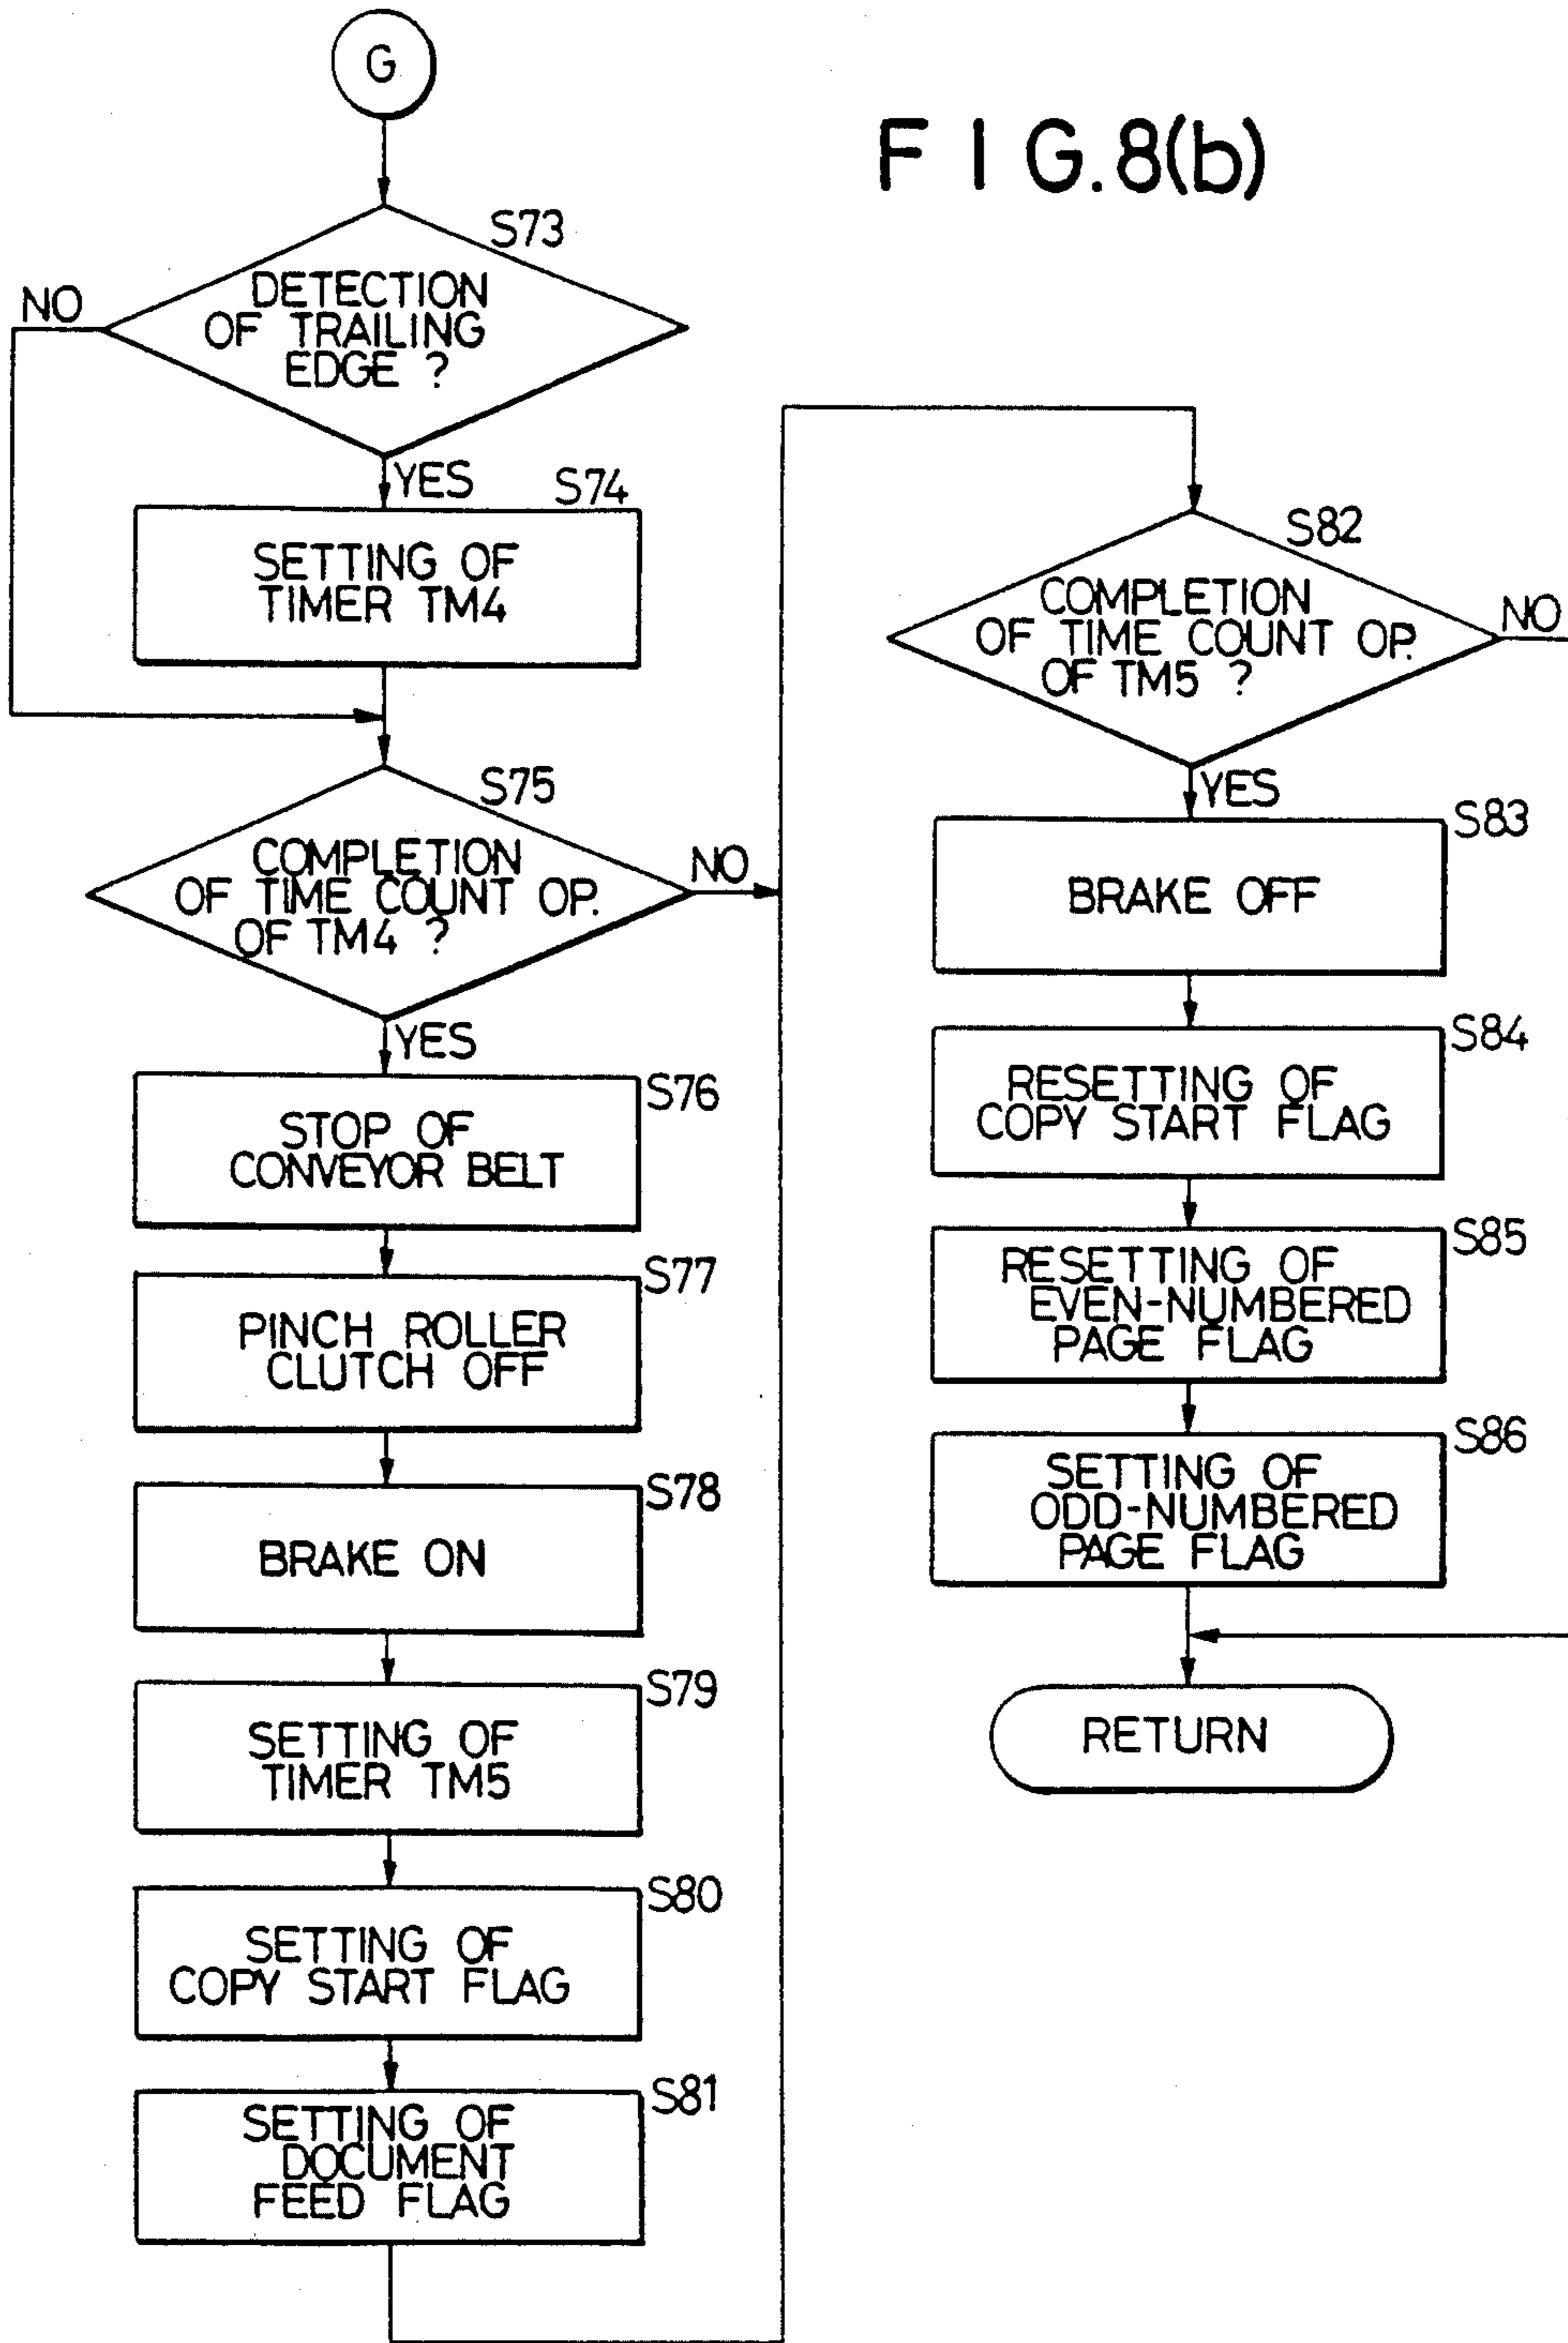 G
F I G.8(b)
S73
DETECTION
OF TRAILING
EDGE ?
NO
YES
S74
SETTING OF
TIMER TM4
S75
COMPLETION
OF TIME COUNT OP.
OF TM4 ?
NO
YES
S76
STOP OF
CONVEYOR BELT
S77
PINCH ROLLER
CLUTCH OFF
S78
BRAKE ON
S79
SETTING OF
TIMER TM5
S80
SETTING OF
COPY START FLAG
S81
SETTING OF
DOCUMENT
FEED FLAG
S82
COMPLETION
OF TIME COUNT OP.
OF TM5 ?
NO
YES
S83
BRAKE OFF
S84
RESETTING OF
COPY START FLAG
S85
RESETTING OF
EVEN-NUMBERED
PAGE FLAG
S86
SETTING OF
ODD-NUMBERED
PAGE FLAG
RETURN